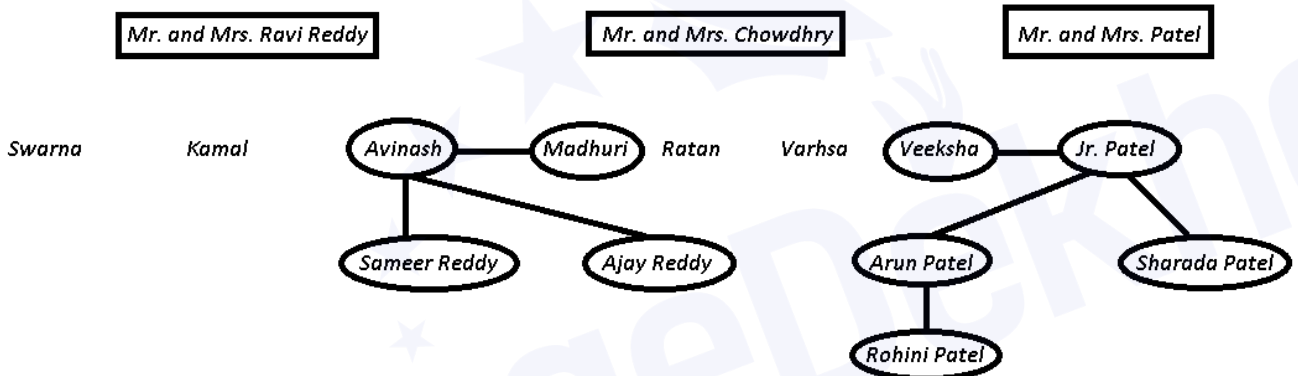 Mr. and Mrs. Ravi Reddy
Mr. and Mrs. Chowdhry
Mr. and Mrs. Patel
Swarna
Kamal
Avinash
Madhuri
Ratan
Varhsa
Veeksha
Jr. Patel
Sameer Reddy
Ajay Reddy
Arun Patel
Sharada Patel
Rohini Patel